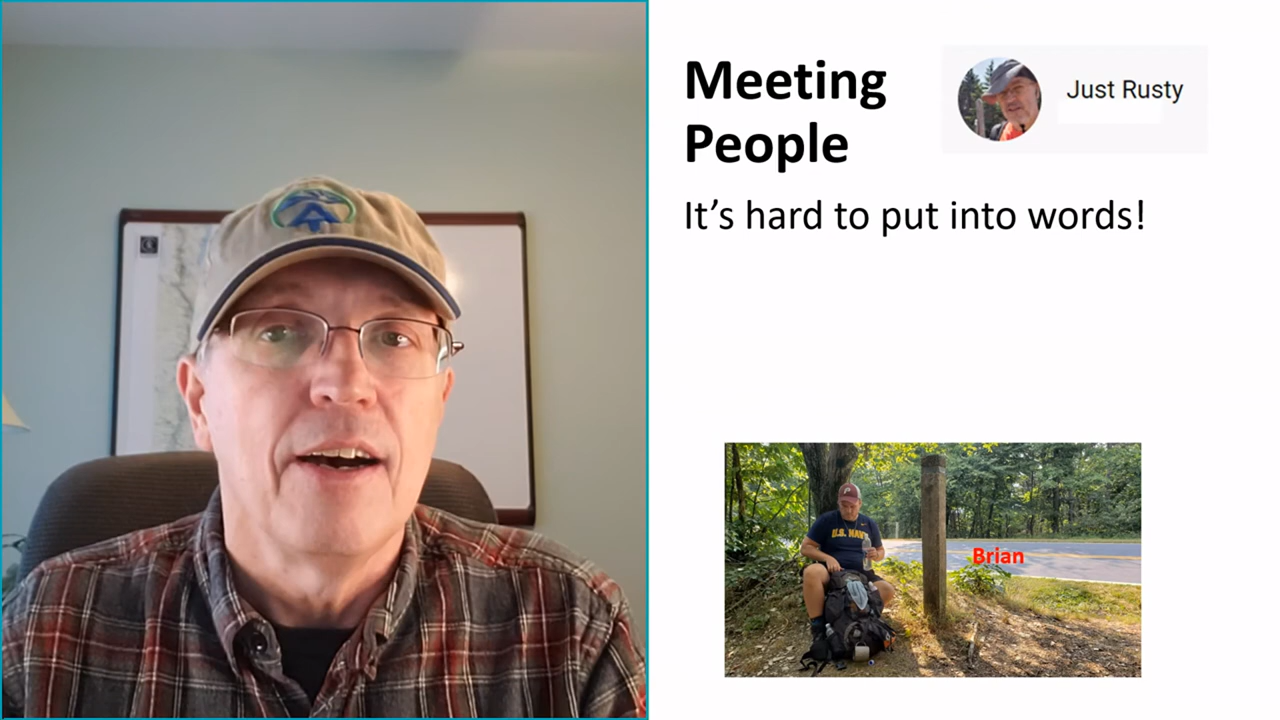 Meeting
People
Just Rusty
It's hard to put into words!
U.S. NAVY
Brian